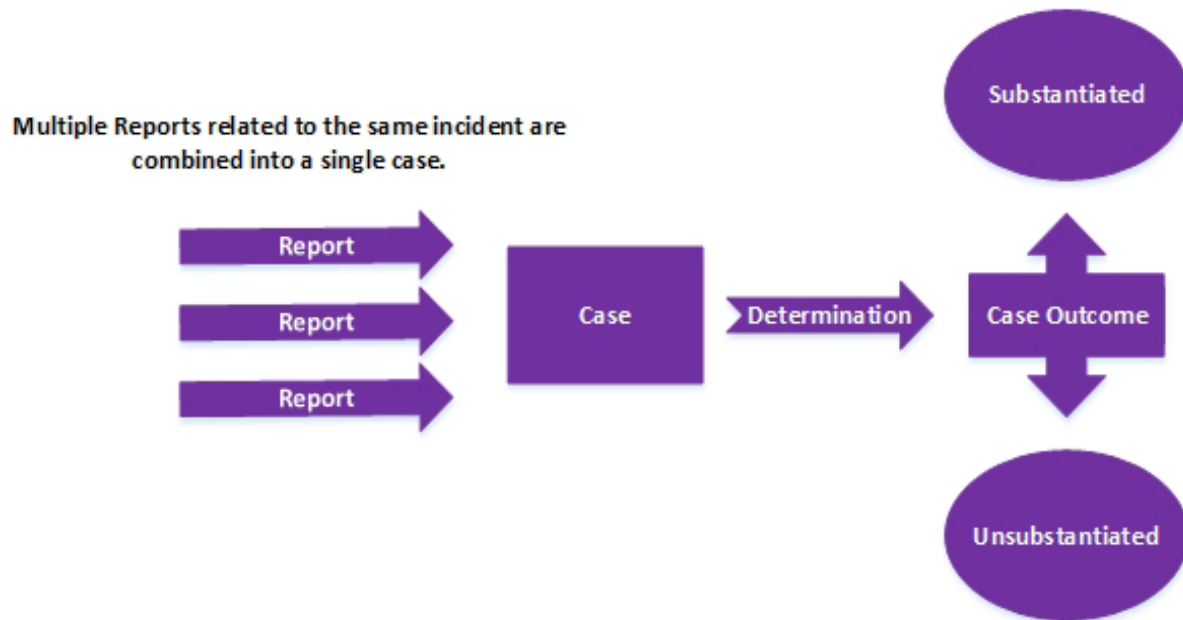 Substantiated
Multiple Reports related to the same incident are
combined into a single case.
Report
Report
Report
Case
Determination
Case Outcome
Unsubstantiated